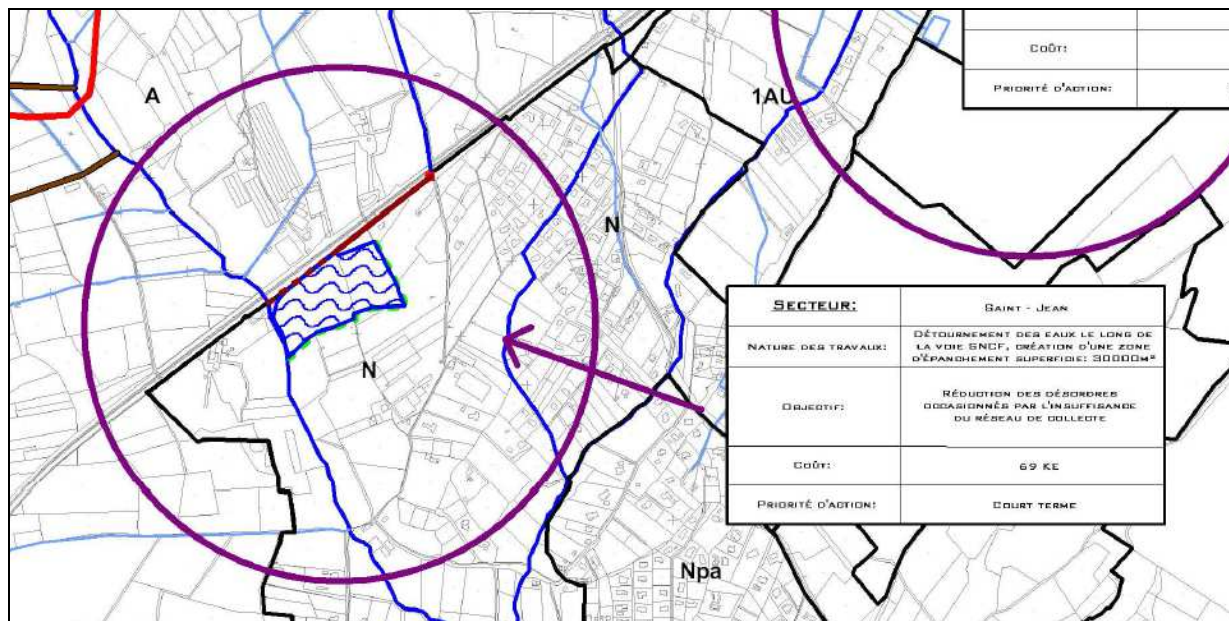 COÛT:
PRIORITÉ D'ACTION:
A
1AU
N
N
SECTEUR: SAINT - JEAN
NATURE DES TRAVAUX: DÉTOURNEMENT DES EAUX LE LONG DE
LA VOIE SNCF, CRÉATION D'UNE ZONE
D'ÉPANCHEMENT SUPERFICIE: 30000M²
OBJECTIF: RÉDUCTION DES DÉSORDRES
OCCASIONNÉS PAR L'INSUFFISANCE
DU RÉSEAU DE COLLECTE
COÛT: 69 KE
PRIORITÉ D'ACTION: COURT TERME
Npa